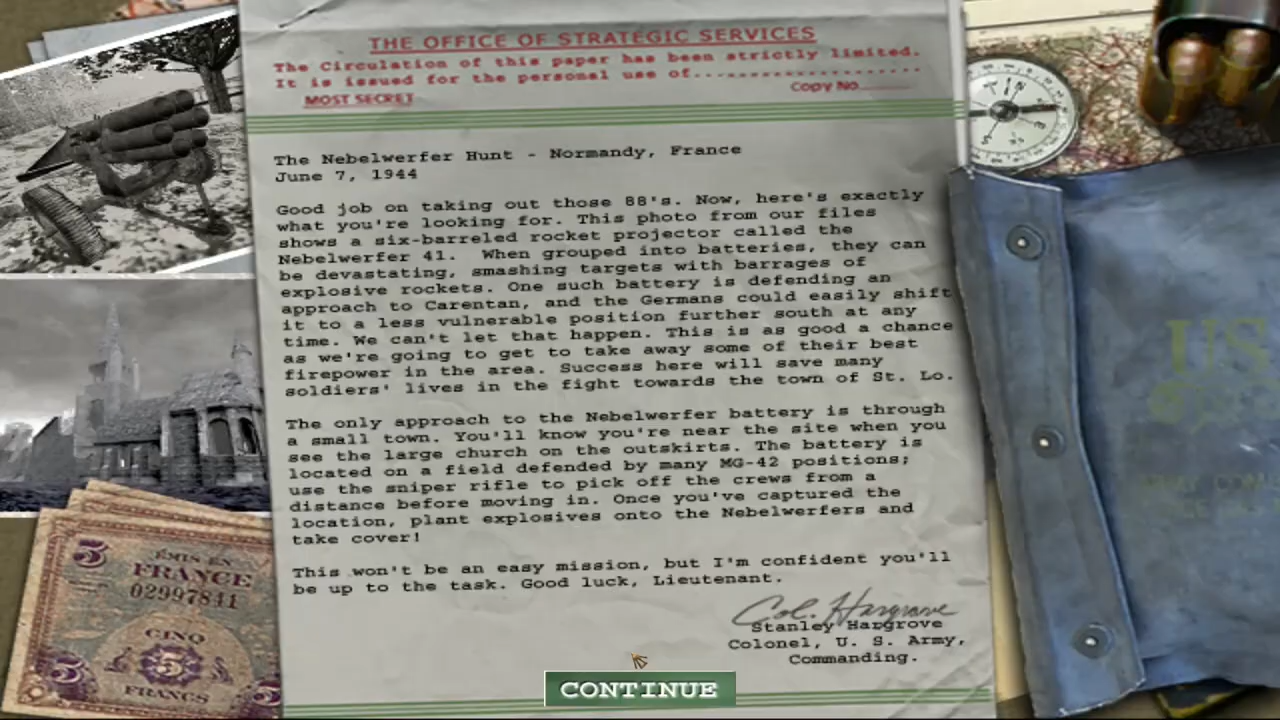 THE OFFICE OF STRATEGIC SERVICES
The Circulation of this paper has been strictly limited.
It is issued for the personal use of...................
MOST SECRET
Copy No.........
The Nebelwerfer Hunt - Normandy, France
June 7, 1944
Good job on taking out those 88's. Now, here's exactly
what you're looking for. This photo from our files
shows a six-barreled rocket projector called the
Nebelwerfer 41. When grouped into batteries, they can
be devastating, smashing targets with barrages of
explosive rockets. One such battery is defending an
approach to Carentan, and the Germans could easily shift
it to a less vulnerable position further south at any
time. We can't let that happen. This is as good a chance
as we're going to get to take away some of their best
firepower in the area. Success here will save many
soldiers' lives in the fight towards the town of St. Lo.
The only approach to the Nebelwerfer battery is through
a small town. You'll know you're near the site when you
see the large church on the outskirts. The battery is
located on a field defended by many MG-42 positions;
use the sniper rifle to pick off the crews from a
distance before moving in. Once you've captured the
location, plant explosives onto the Nebelwerfers and
take cover!
This won't be an easy mission, but I'm confident you'll
be up to the task. Good luck, Lieutenant.
Col. Hargrove
Stanley Hargrove
Colonel, U. S. Army,
Commanding.
CONTINUE
5
ÉMIS EN
FRANCE
02997841
CINQ
5
5
5
FRANCS
US